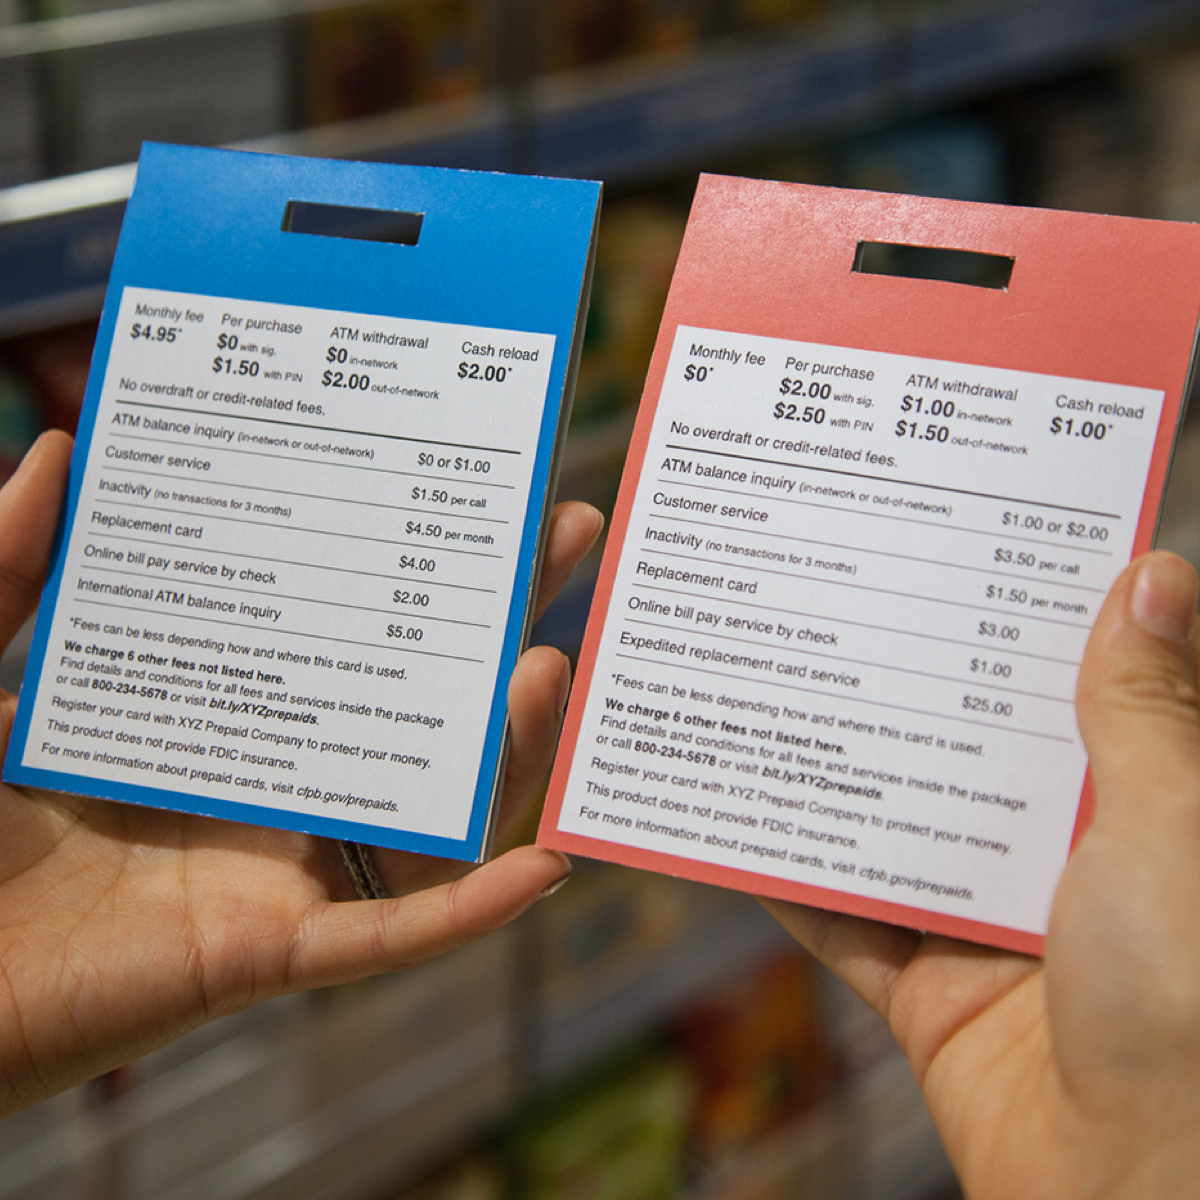 Monthly fee Per purchase ATM withdrawal Cash reload
$4.95* $0 with sig. $0 in-network $2.00*
$1.50 with PIN $2.00 out-of-network
No overdraft or credit-related fees.
ATM balance inquiry (in-network or out-of-network) $0 or $1.00
Customer service $1.50 per call
Inactivity (no transactions for 3 months) $4.50 per month
Replacement card $4.00
Online bill pay service by check $2.00
International ATM balance inquiry $5.00
*Fees can be less depending how and where this card is used.
We charge 6 other fees not listed here.
Find details and conditions for all fees and services inside the package
or call 800-234-5678 or visit bit.ly/XYZprepaids.
Register your card with XYZ Prepaid Company to protect your money.
This product does not provide FDIC insurance.
For more information about prepaid cards, visit cfpb.gov/prepaids.
Monthly fee Per purchase ATM withdrawal Cash reload
$0* $2.00 with sig. $1.00 in-network $1.00*
$2.50 with PIN $1.50 out-of-network
No overdraft or credit-related fees.
ATM balance inquiry (in-network or out-of-network) $1.00 or $2.00
Customer service $3.50 per call
Inactivity (no transactions for 3 months) $1.50 per month
Replacement card $3.00
Online bill pay service by check $1.00
Expedited replacement card service $25.00
*Fees can be less depending how and where this card is used.
We charge 6 other fees not listed here.
Find details and conditions for all fees and services inside the package
or call 800-234-5678 or visit bit.ly/XYZprepaids.
Register your card with XYZ Prepaid Company to protect your money.
This product does not provide FDIC insurance.
For more information about prepaid cards, visit cfpb.gov/prepaids.